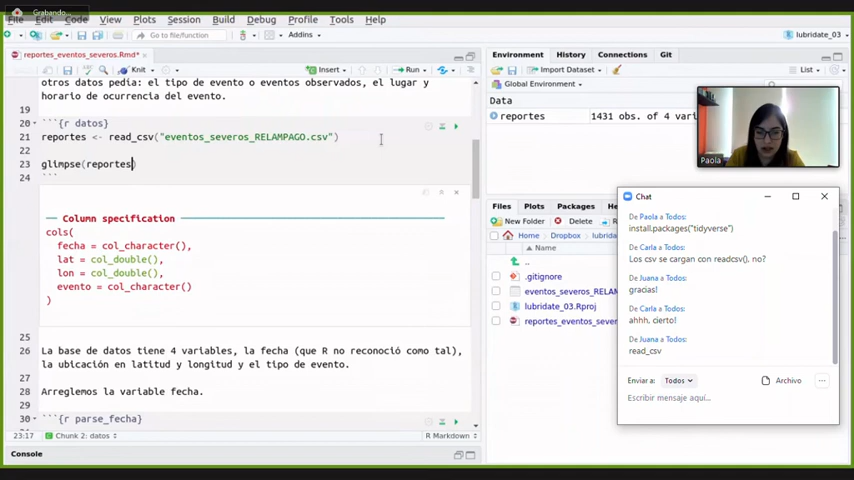 Grabando...
File Edit Code View Plots Session Build Debug Profile Tools Help
Go to file/function
Addins
lubridate_03
reportes_eventos_severos.Rmd*
Knit
Insert
Run
otros datos pedía: el tipo de evento o eventos observados, el lugar y
horario de ocurrencia del evento.
19
20 ```{r datos}
21 reportes <- read_csv("eventos_severos_RELAMPAGO.csv")
22
23 glimpse(reportes)
24 ```
Column specification
cols(
fecha = col_character(),
lat = col_double(),
lon = col_double(),
evento = col_character()
)
25
26 La base de datos tiene 4 variables, la fecha (que R no reconoció como tal),
la ubicación en latitud y longitud y el tipo de evento.
27
28 Arreglemos la variable fecha.
29
30 ```{r parse_fecha}
23:17 Chunk 2: datos R Markdown
Console
Environment History Connections Git
Import Dataset
List
Global Environment
Data
reportes 1431 obs. of 4 vari
Files Plots Packages He
New Folder Delete
Home Dropbox lubrida
Name
..
.gitignore
eventos_severos_RELAM
lubridate_03.Rproj
reportes_eventos_severo
Paola
Chat
De Paola a Todos:
install.packages("tidyverse")
De Carla a Todos:
Los csv se cargan con readcsv(), no?
De Juana a Todos:
gracias!
De Carla a Todos:
ahhh, cierto!
De Juana a Todos:
read_csv
Enviar a: Todos Archivo ...
Escribir mensaje aquí...